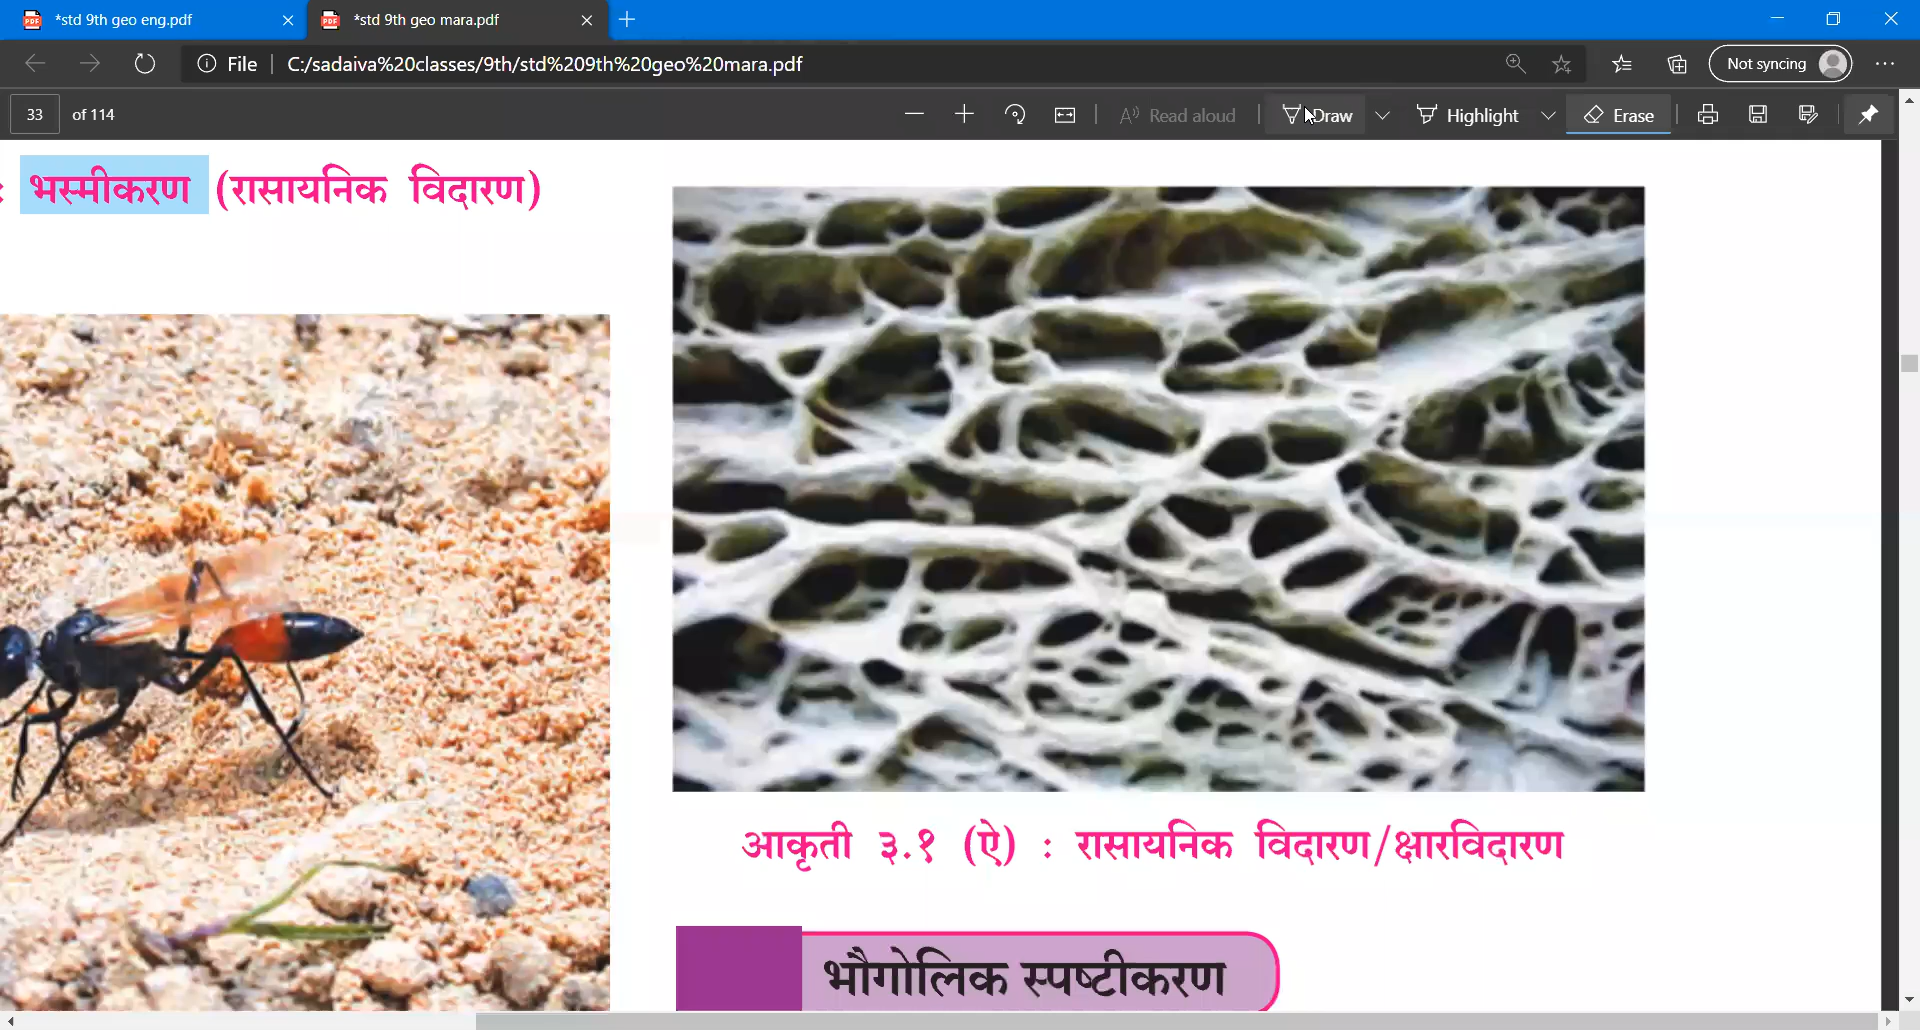 *std 9th geo eng.pdf
*std 9th geo mara.pdf
File
C:/sadaiva%20classes/9th/std%209th%20geo%20mara.pdf
Not syncing
33 of 114
Read aloud
Draw
Highlight
Erase
: भस्मीकरण (रासायनिक विदारण)
आकृती ३.१ (ऐ) : रासायनिक विदारण/क्षारविदारण
भौगोलिक स्पष्टीकरण